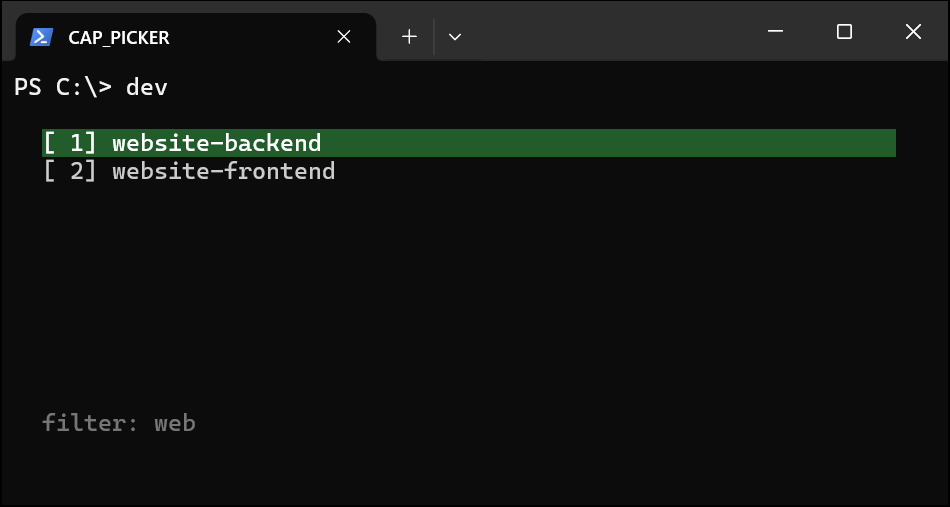 CAP_PICKER
PS C:\> dev
[ 1] website-backend
[ 2] website-frontend
filter: web